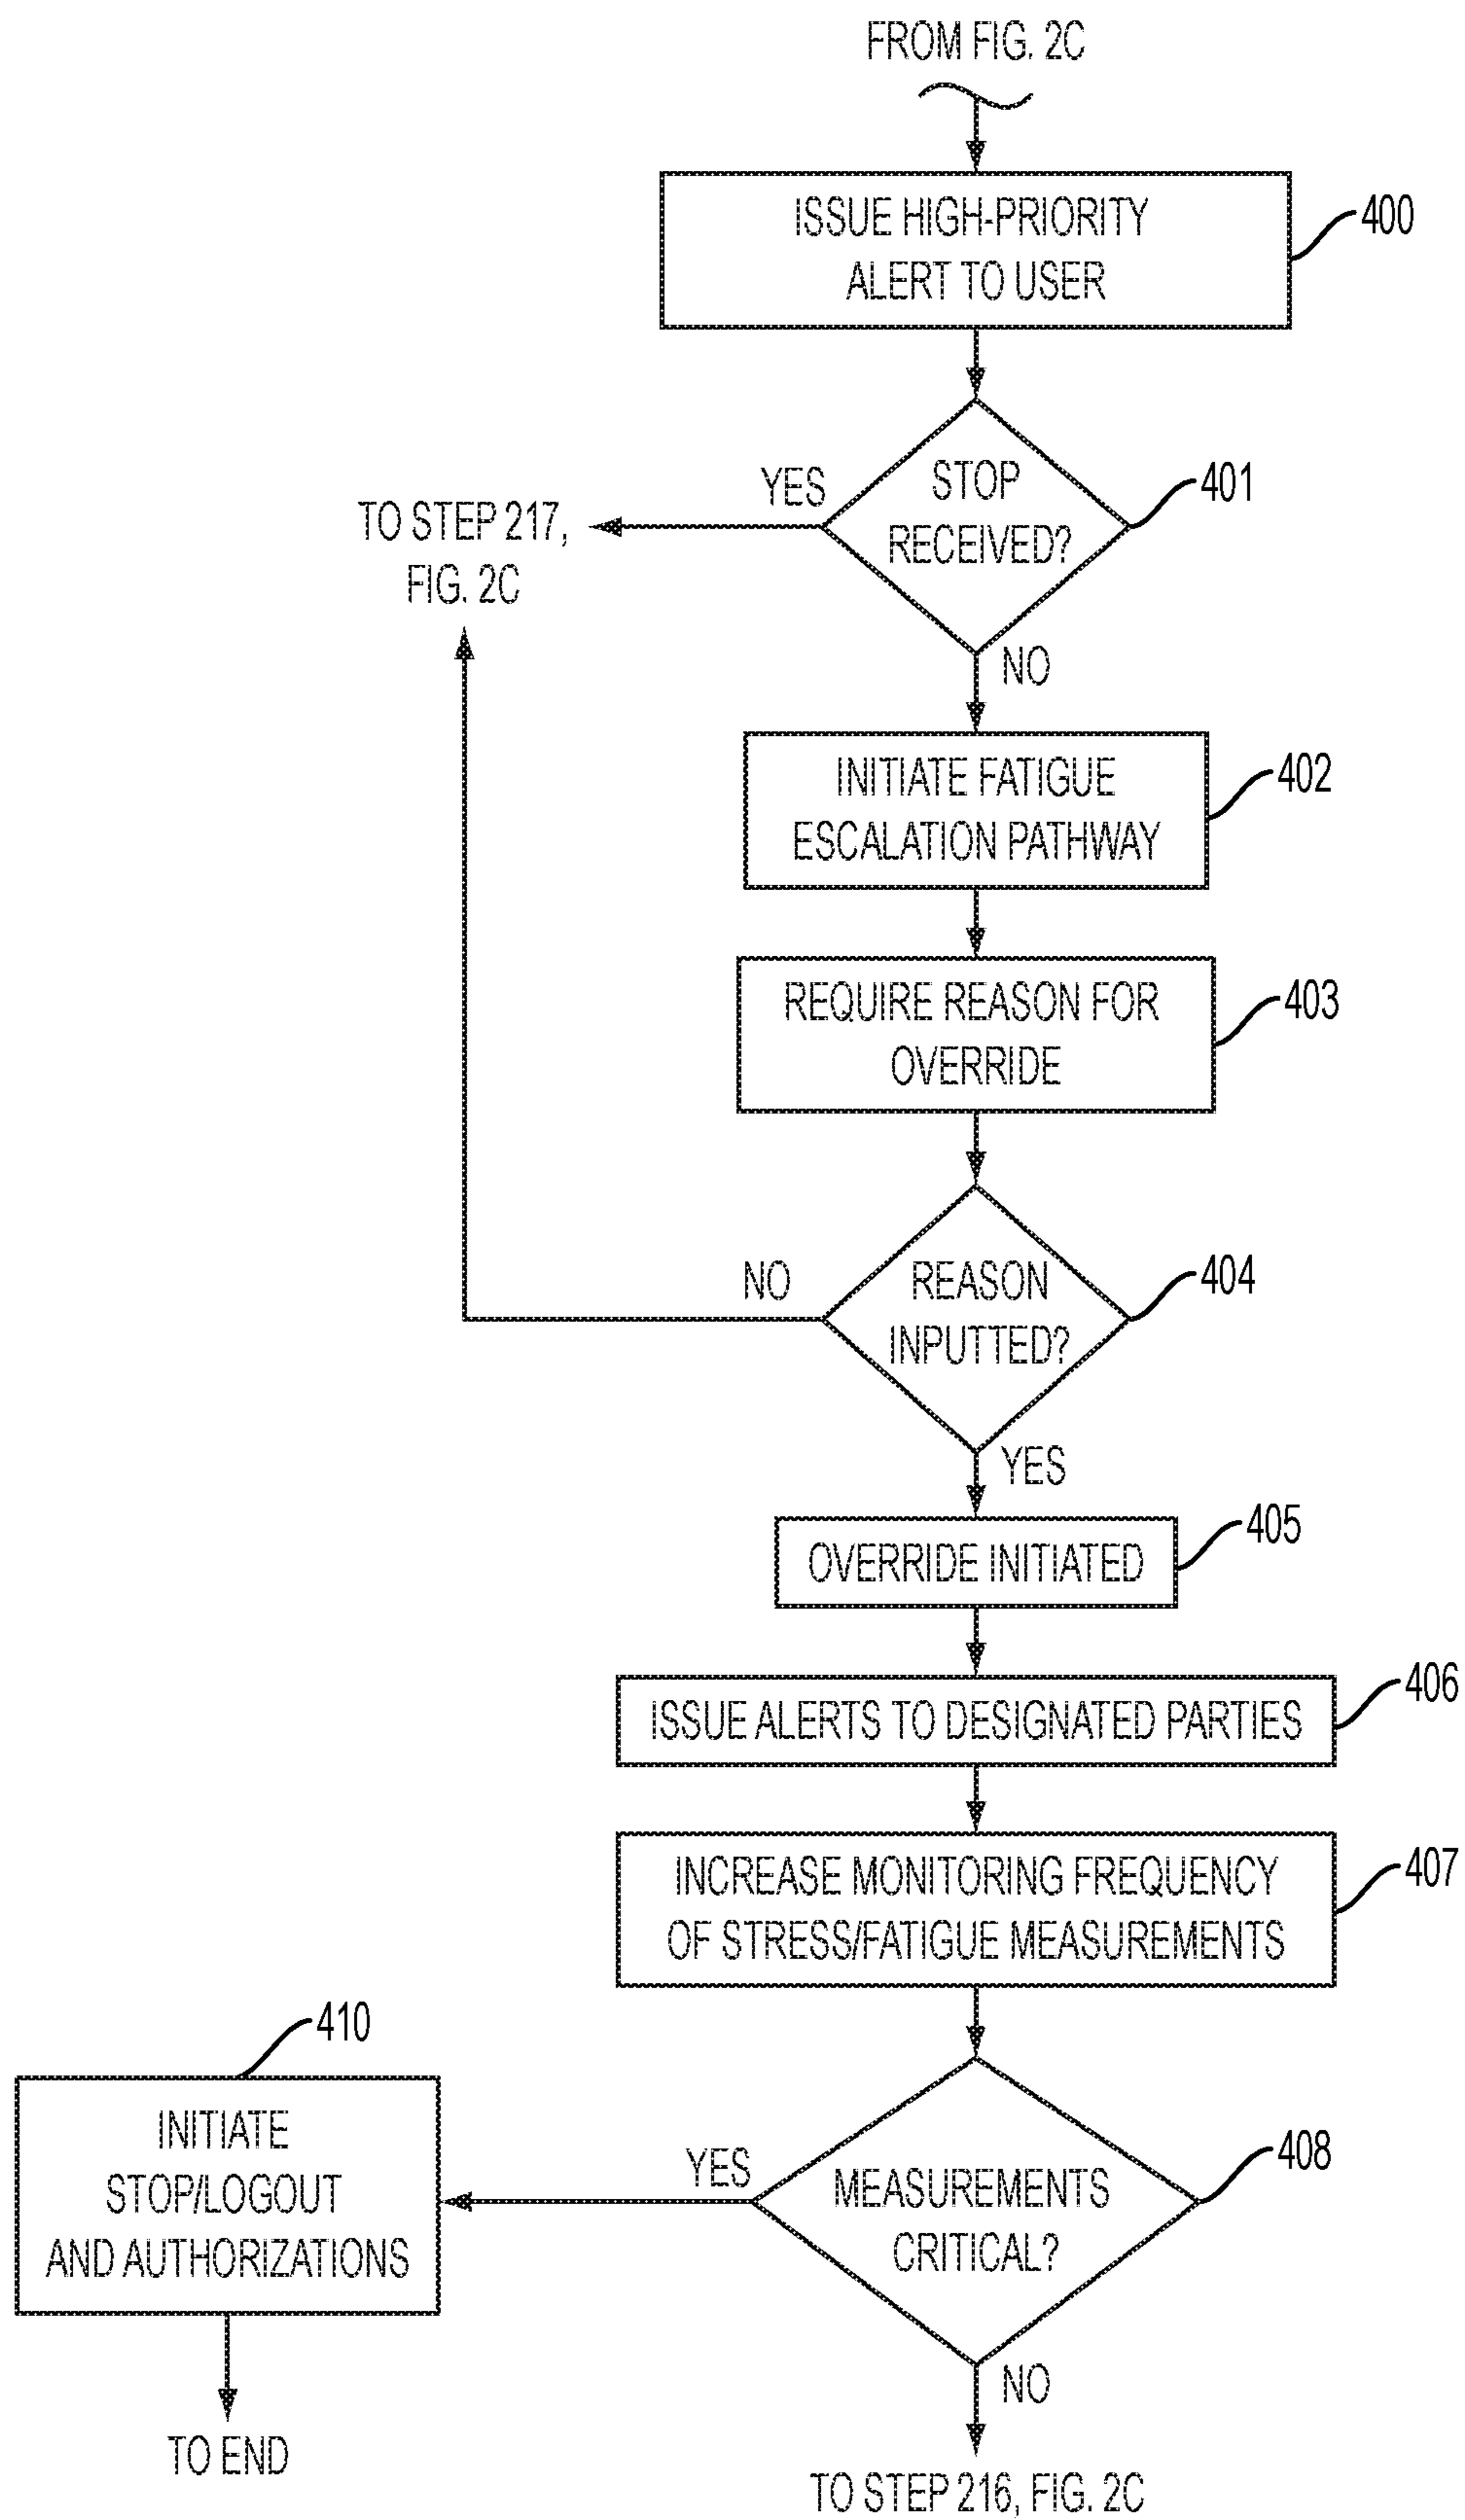 FROM FIG. 2C
ISSUE HIGH-PRIORITY
ALERT TO USER
400
STOP
RECEIVED?
401
YES
TO STEP 217,
FIG. 2C
NO
INITIATE FATIGUE
ESCALATION PATHWAY
402
REQUIRE REASON FOR
OVERRIDE
403
REASON
INPUTTED?
404
NO
YES
OVERRIDE INITIATED
405
ISSUE ALERTS TO DESIGNATED PARTIES
406
INCREASE MONITORING FREQUENCY
OF STRESS/FATIGUE MEASUREMENTS
407
MEASUREMENTS
CRITICAL?
408
YES
410
INITIATE
STOP/LOGOUT
AND AUTHORIZATIONS
TO END
NO
TO STEP 216, FIG. 2C